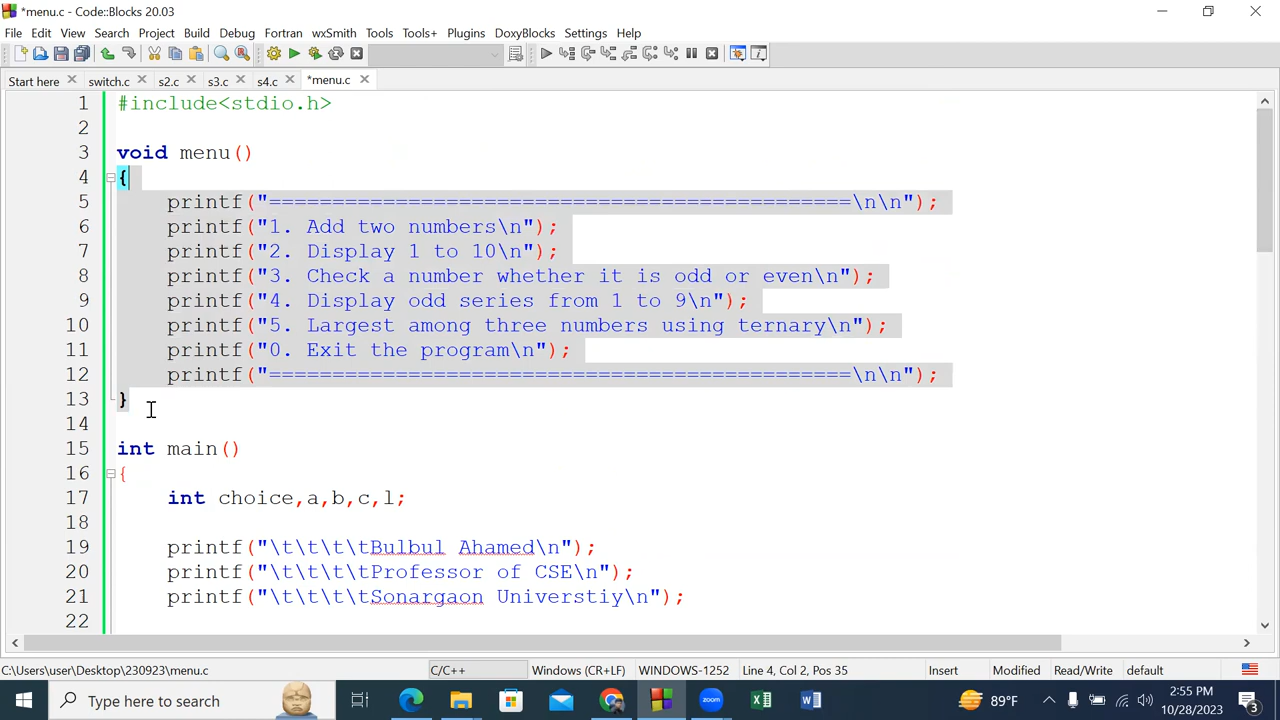 *menu.c - Code::Blocks 20.03
File Edit View Search Project Build Debug Fortran wxSmith Tools Tools+ Plugins DoxyBlocks Settings Help
Start here switch.c s2.c s3.c s4.c *menu.c
1 #include<stdio.h>
2
3 void menu()
4 {
5 printf("==============================================\n\n");
6 printf("1. Add two numbers\n");
7 printf("2. Display 1 to 10\n");
8 printf("3. Check a number whether it is odd or even\n");
9 printf("4. Display odd series from 1 to 9\n");
10 printf("5. Largest among three numbers using ternary\n");
11 printf("0. Exit the program\n");
12 printf("==============================================\n\n");
13 }
14
15 int main()
16 {
17 int choice,a,b,c,l;
18
19 printf("\t\t\t\tBulbul Ahamed\n");
20 printf("\t\t\t\tProfessor of CSE\n");
21 printf("\t\t\t\tSonargaon Universtiy\n");
22
C:\Users\user\Desktop\230923\menu.c C/C++ Windows (CR+LF) WINDOWS-1252 Line 4, Col 2, Pos 35 Insert Modified Read/Write default
Type here to search 89°F 2:55 PM
10/28/2023 3